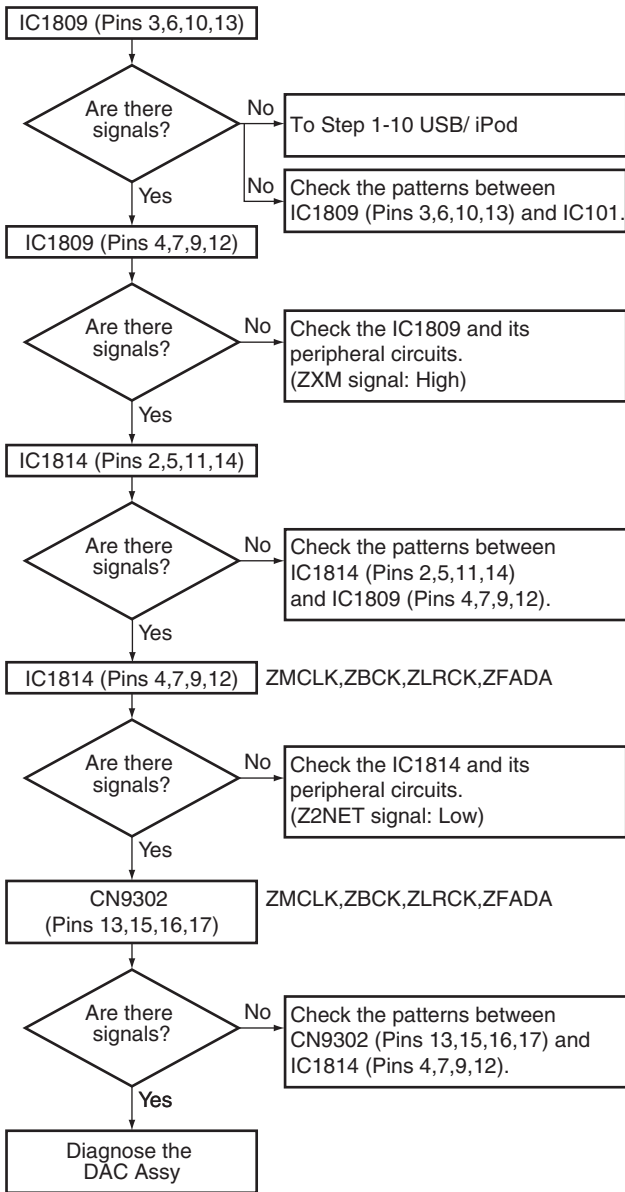 IC1809 (Pins 3,6,10,13)
Are there
signals?
No
To Step 1-10 USB/ iPod
No
Check the patterns between
IC1809 (Pins 3,6,10,13) and IC101.
Yes
IC1809 (Pins 4,7,9,12)
Are there
signals?
No
Check the IC1809 and its
peripheral circuits.
(ZXM signal: High)
Yes
IC1814 (Pins 2,5,11,14)
Are there
signals?
No
Check the patterns between
IC1814 (Pins 2,5,11,14)
and IC1809 (Pins 4,7,9,12).
Yes
IC1814 (Pins 4,7,9,12) ZMCLK,ZBCK,ZLRCK,ZFADA
Are there
signals?
No
Check the IC1814 and its
peripheral circuits.
(Z2NET signal: Low)
Yes
CN9302
(Pins 13,15,16,17)
ZMCLK,ZBCK,ZLRCK,ZFADA
Are there
signals?
No
Check the patterns between
CN9302 (Pins 13,15,16,17) and
IC1814 (Pins 4,7,9,12).
Yes
Diagnose the
DAC Assy